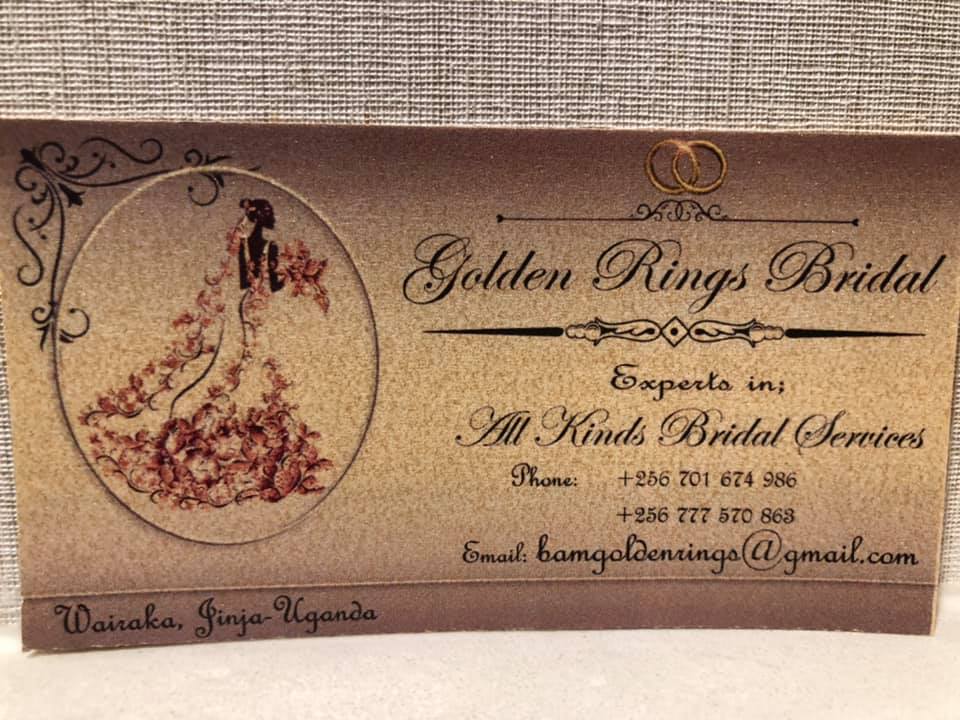 Golden Rings Bridal
Experts in;
All Kinds Bridal Services
Phone: +256 701 674 986
+256 777 570 863
Email: bamgoldenrings@gmail.com
Wairaka, Jinja-Uganda